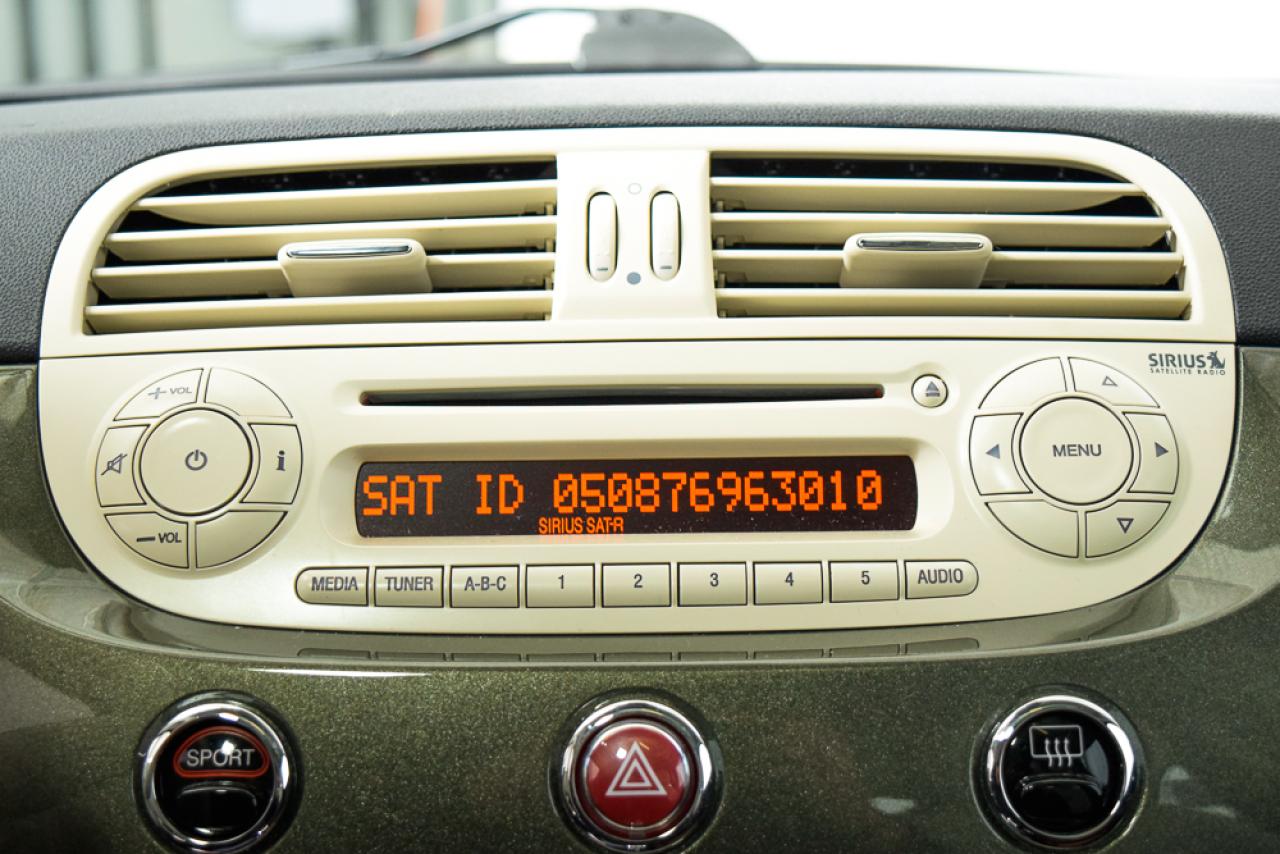 SIRIUS
SATELLITE RADIO
+ VOL
i
MENU
SAT ID 050876963010
SIRIUS SAT-R
— VOL
MEDIA TUNER A-B-C 1 2 3 4 5 AUDIO
SPORT